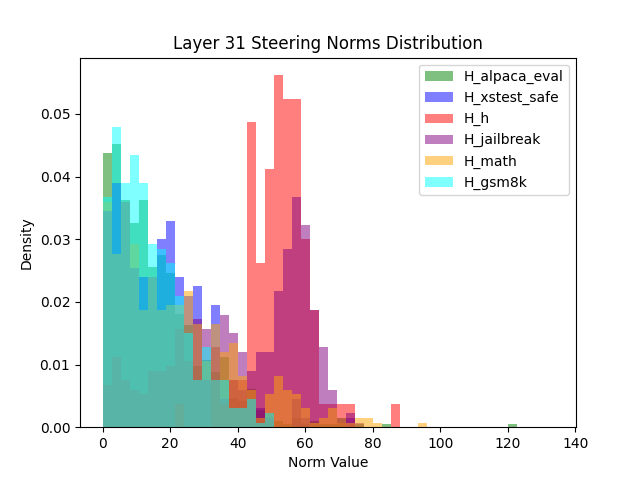 Layer 31 Steering Norms Distribution
H_alpaca_eval
H_xstest_safe
H_h
H_jailbreak
H_math
H_gsm8k
Density
0.05
0.04
0.03
0.02
0.01
0.00
0 20 40 60 80 100 120 140
Norm Value